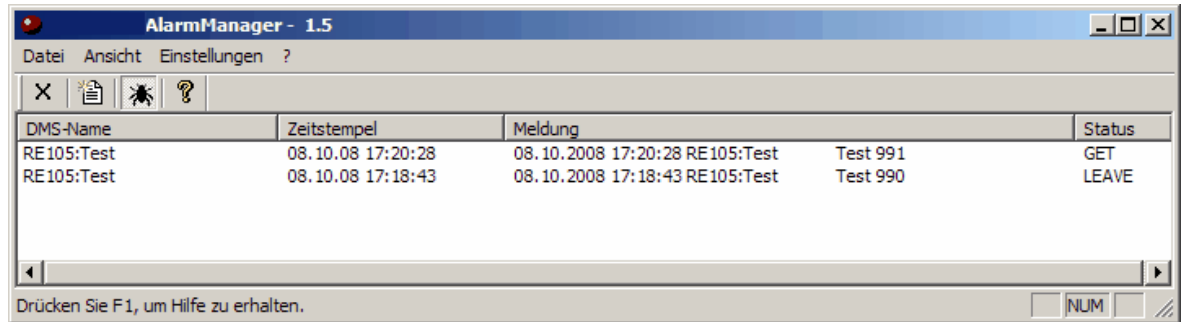 AlarmManager - 1.5
Datei Ansicht Einstellungen ?
DMS-Name Zeitstempel Meldung Status
RE105:Test 08.10.08 17:20:28 08.10.2008 17:20:28 RE105:Test Test 991 GET
RE105:Test 08.10.08 17:18:43 08.10.2008 17:18:43 RE105:Test Test 990 LEAVE
Drücken Sie F1, um Hilfe zu erhalten. NUM